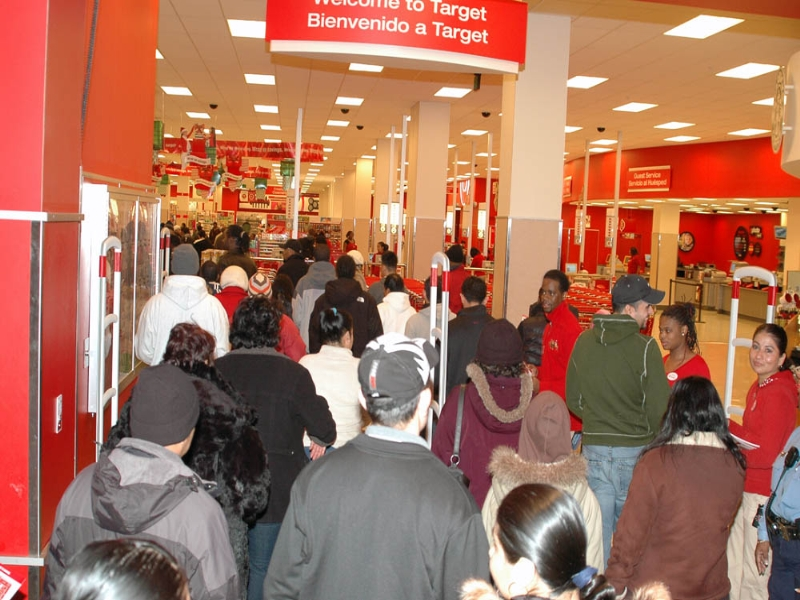 Welcome to Target
Bienvenido a Target
Guest Service
Servicio al Huésped